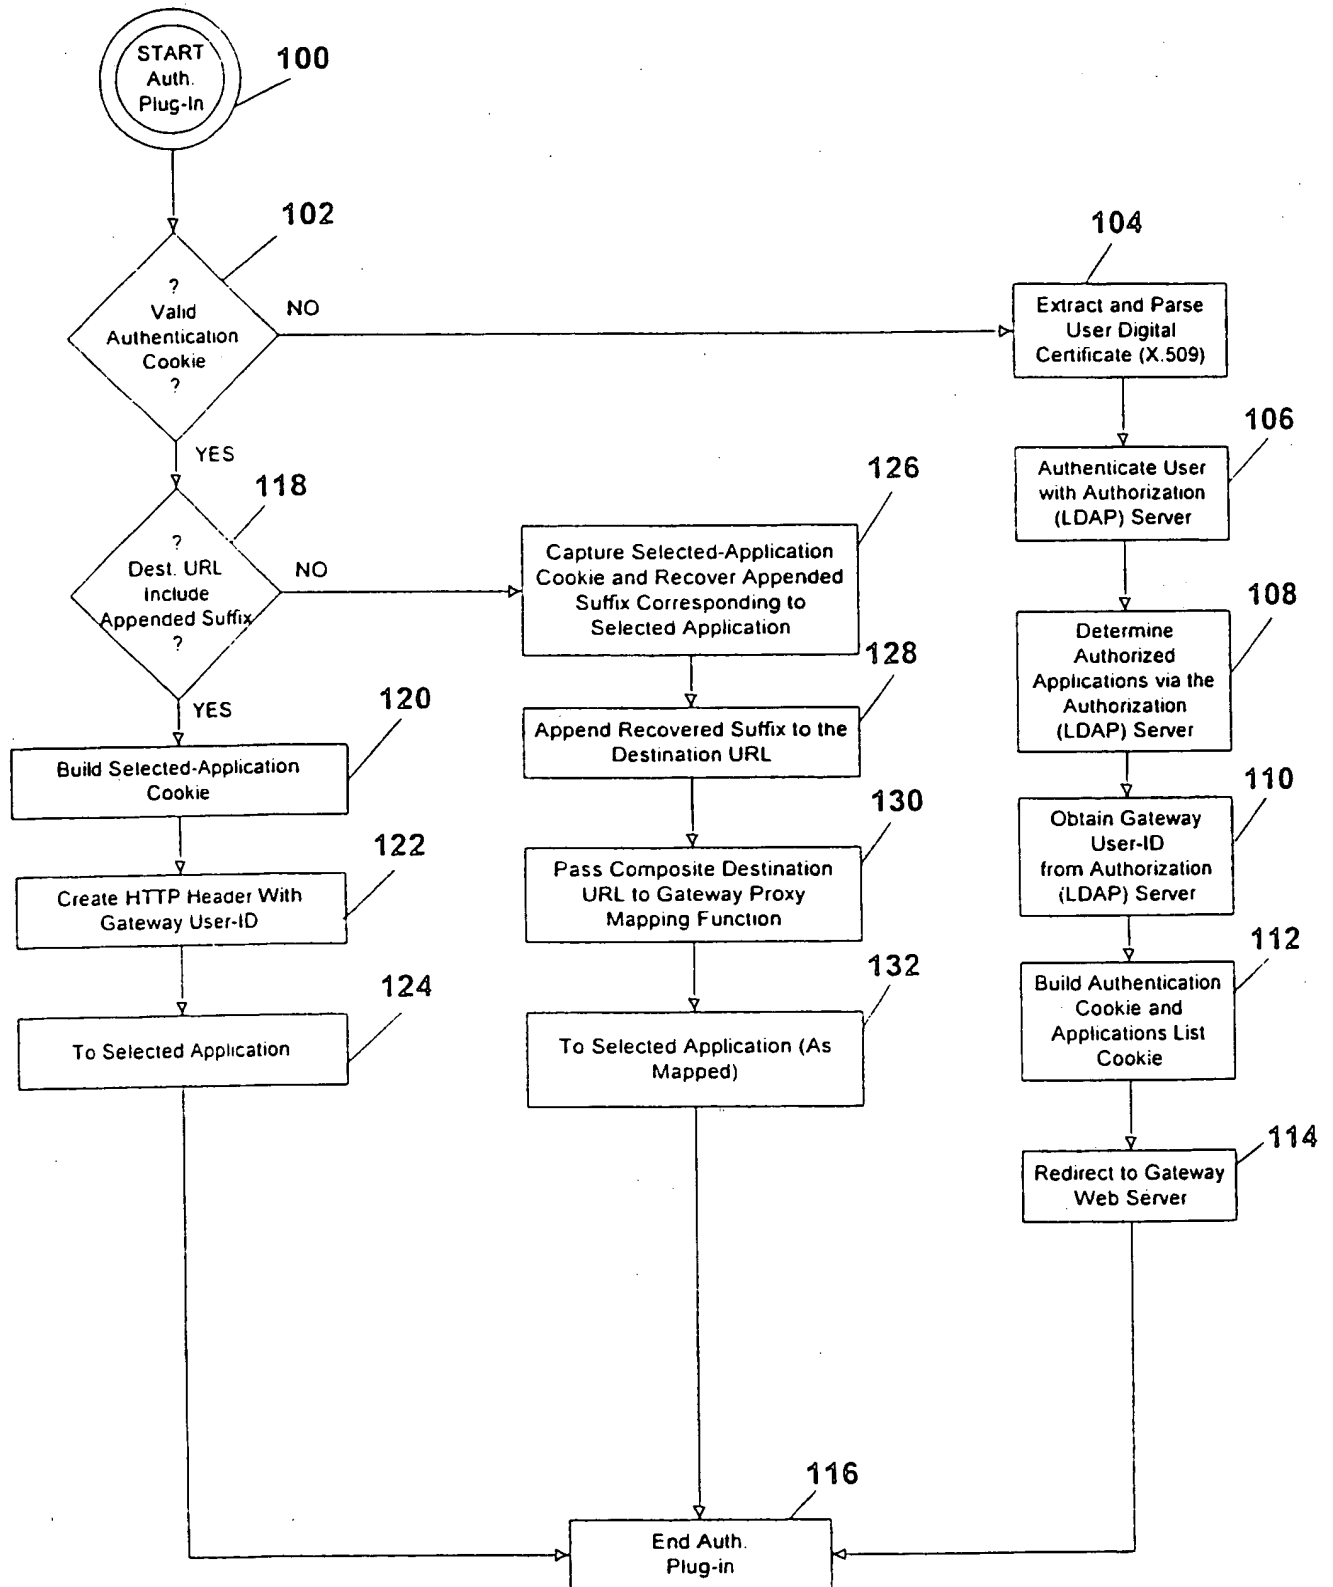 START
Auth.
Plug-In
100
102
?
Valid
Authentication
Cookie
?
NO
YES
104
Extract and Parse
User Digital
Certificate (X.509)
106
Authenticate User
with Authorization
(LDAP) Server
108
Determine
Authorized
Applications via the
Authorization
(LDAP) Server
110
Obtain Gateway
User-ID
from Authorization
(LDAP) Server
112
Build Authentication
Cookie and
Applications List
Cookie
114
Redirect to Gateway
Web Server
118
?
Dest. URL
Include
Appended Suffix
?
NO
YES
126
Capture Selected-Application
Cookie and Recover Appended
Suffix Corresponding to
Selected Application
128
Append Recovered Suffix to the
Destination URL
130
Pass Composite Destination
URL to Gateway Proxy
Mapping Function
132
To Selected Application (As
Mapped)
120
Build Selected-Application
Cookie
122
Create HTTP Header With
Gateway User-ID
124
To Selected Application
116
End Auth.
Plug-in